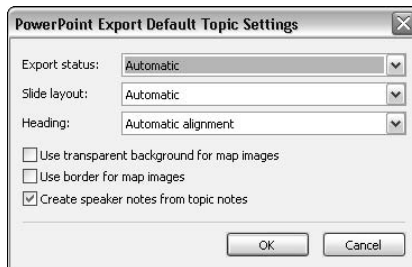 PowerPoint Export Default Topic Settings
Export status: Automatic
Slide layout: Automatic
Heading: Automatic alignment
Use transparent background for map images
Use border for map images
Create speaker notes from topic notes
OK Cancel